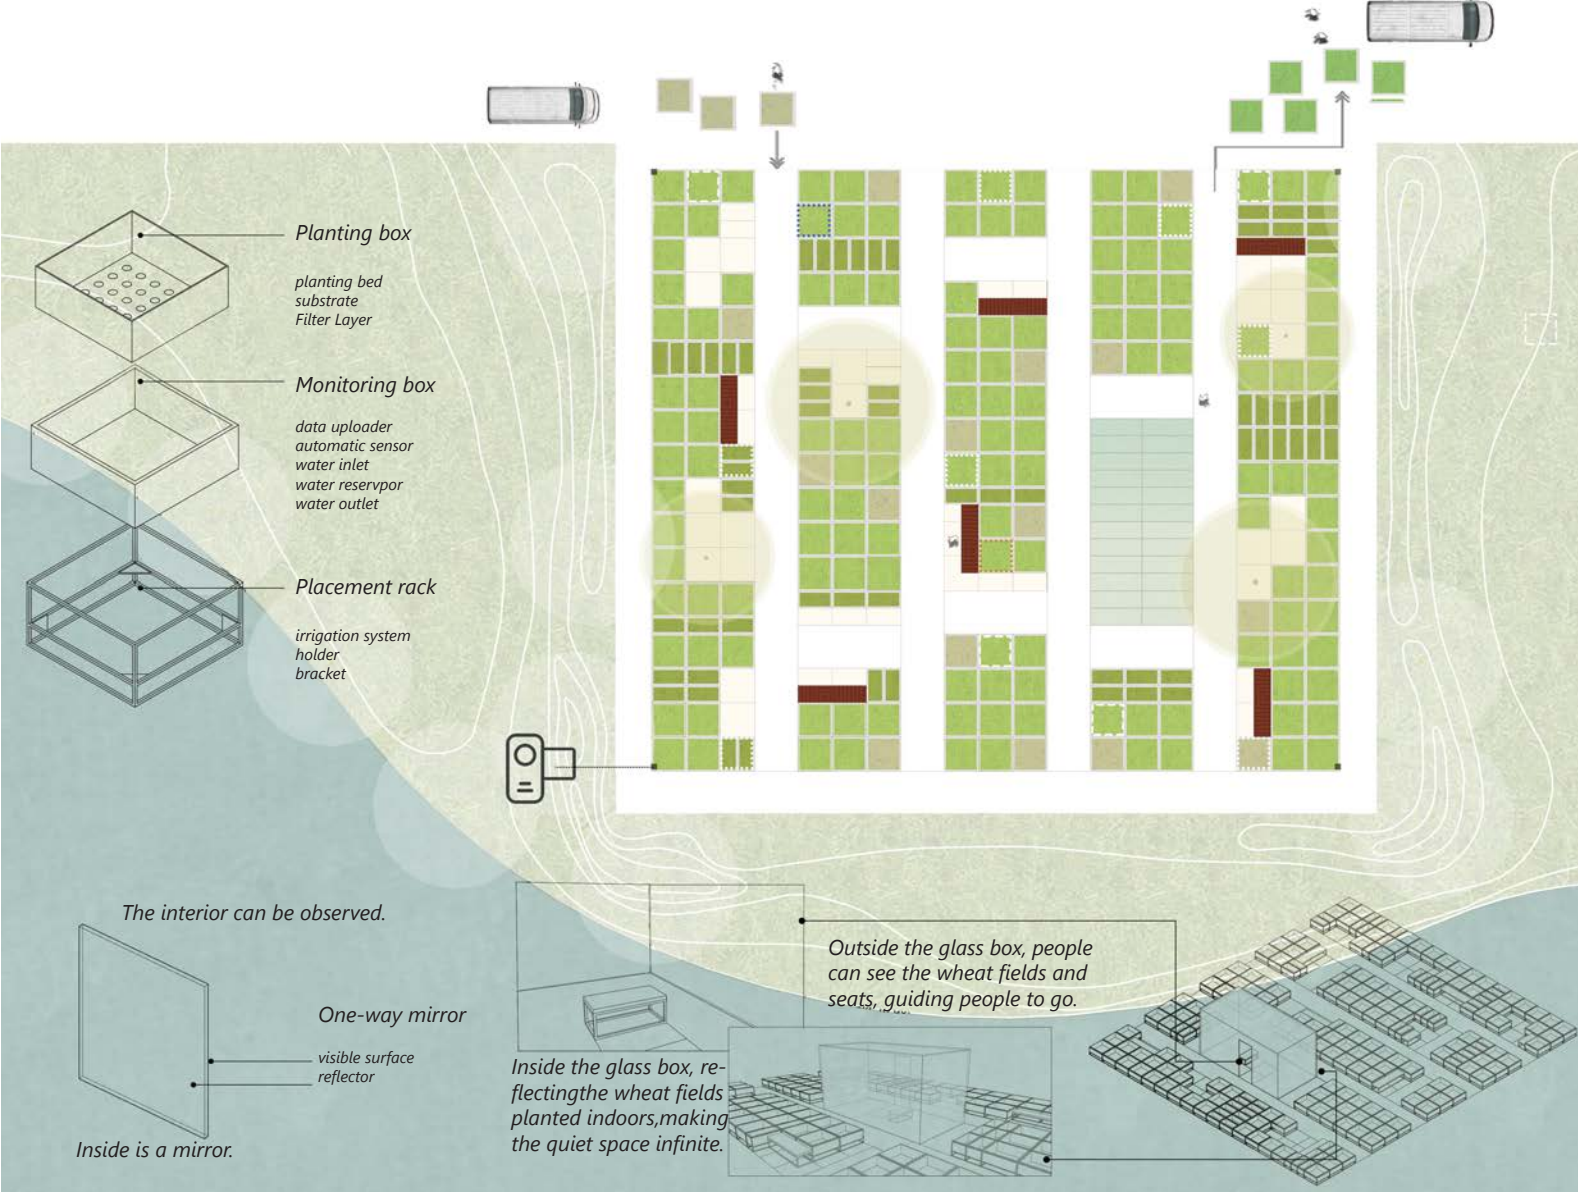 Planting box
planting bed
substrate
Filter Layer
Monitoring box
data uploader
automatic sensor
water inlet
water reservpor
water outlet
Placement rack
irrigation system
holder
bracket
The interior can be observed.
One-way mirror
visible surface
reflector
Inside is a mirror.
Outside the glass box, people
can see the wheat fields and
seats, guiding people to go.
Inside the glass box, re-
flectingthe wheat fields
planted indoors,making
the quiet space infinite.